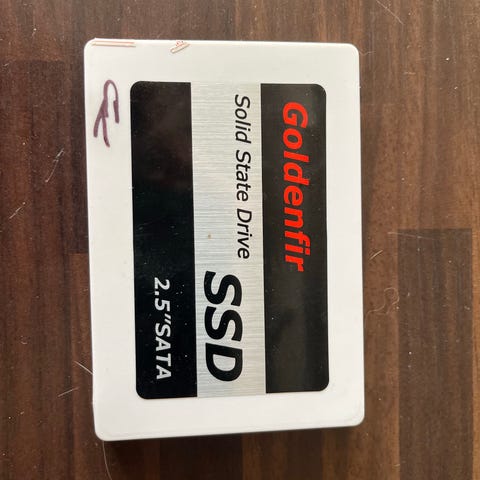 Goldenfir
Solid State Drive
SSD
2.5"SATA